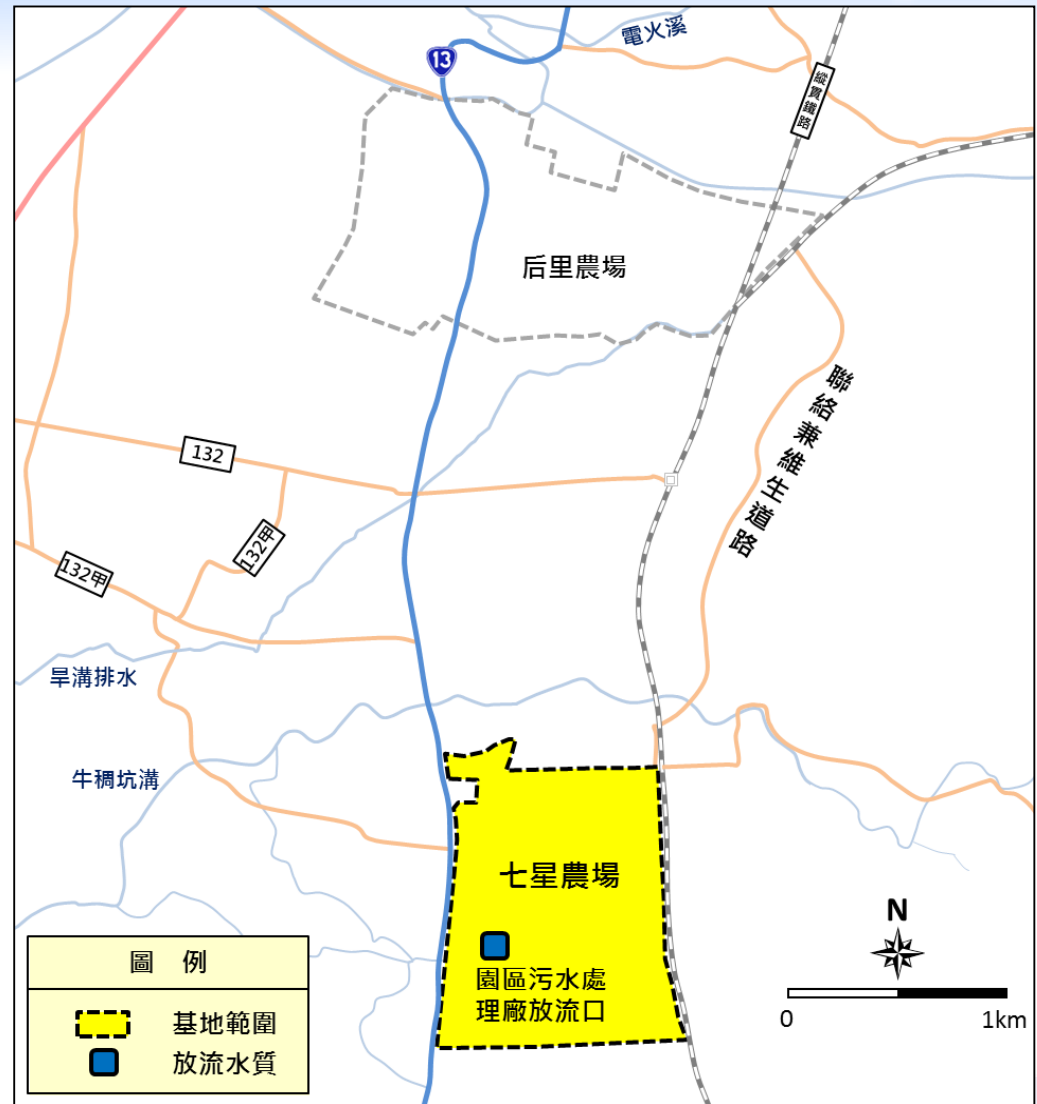 電火溪
13
縱貫鐵路
后里農場
聯絡兼維生道路
132
132甲
132甲
旱溝排水
牛稠坑溝
七星農場
園區污水處
理廠放流口
N
0
1km
圖 例
基地範圍
放流水質